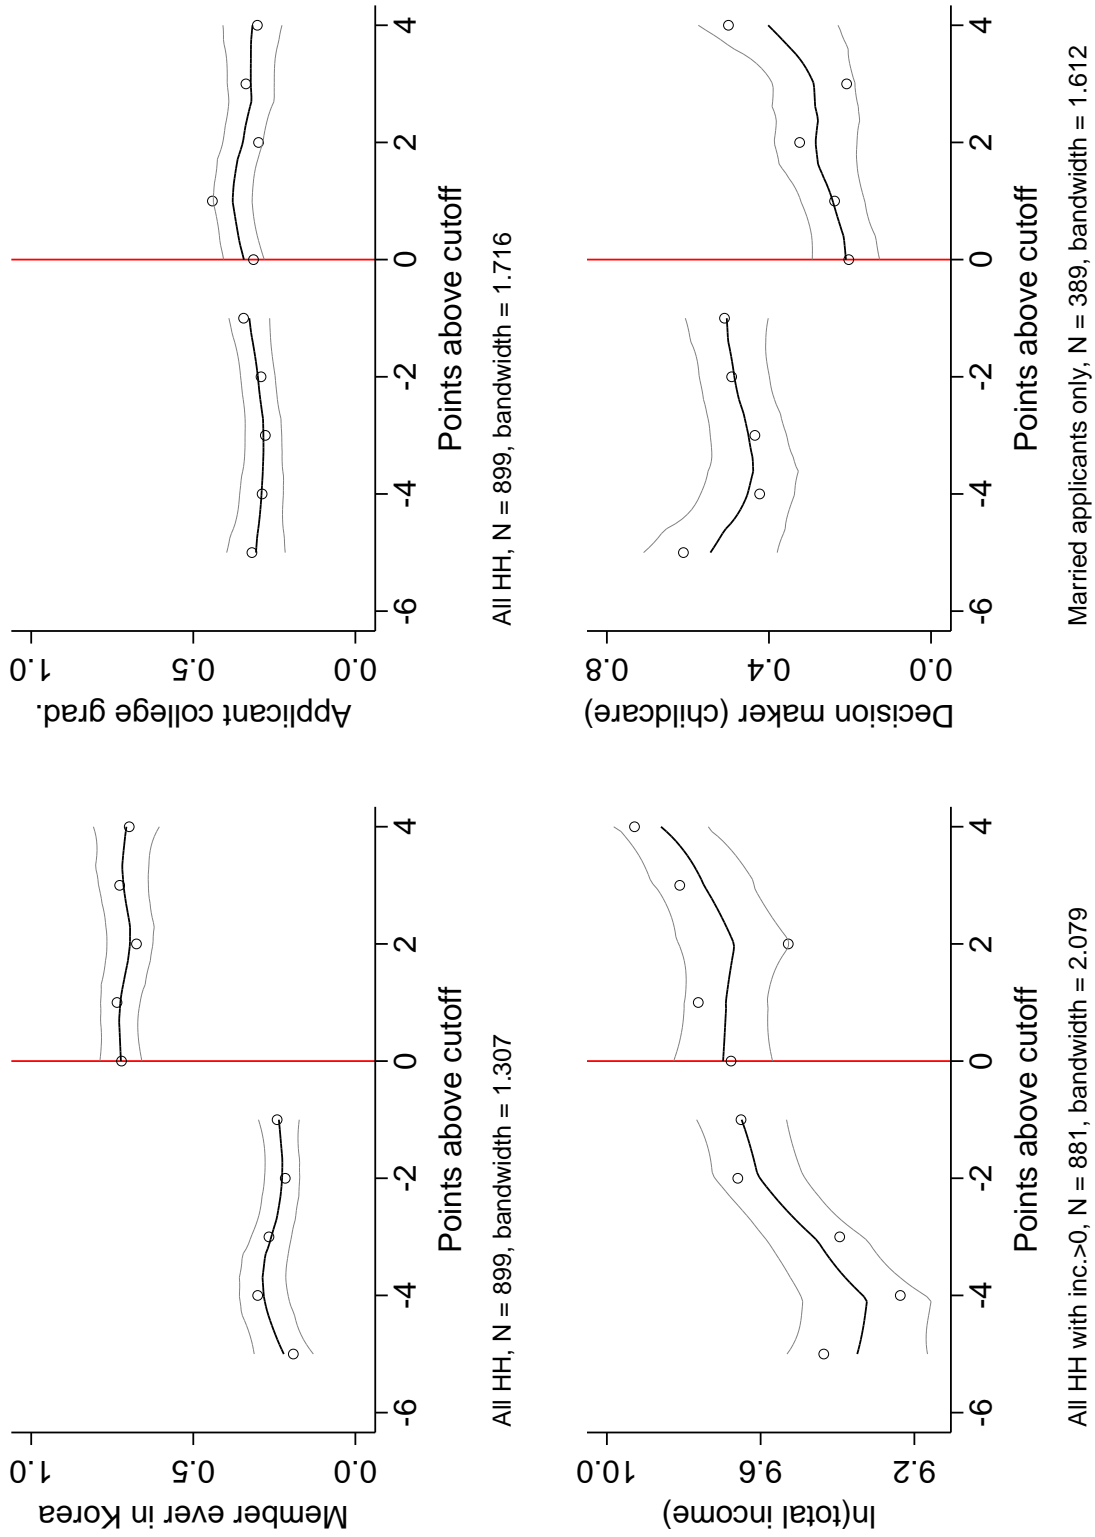 Member ever in Korea
1.0
0.5
0.0
-6 -4 -2 0 2 4
Points above cutoff
All HH, N = 899, bandwidth = 1.307
Applicant college grad.
1.0
0.5
0.0
-6 -4 -2 0 2 4
Points above cutoff
All HH, N = 899, bandwidth = 1.716
ln(total income)
10.0
9.6
9.2
-6 -4 -2 0 2 4
Points above cutoff
All HH with inc.>0, N = 881, bandwidth = 2.079
Decision maker (childcare)
0.8
0.4
0.0
-6 -4 -2 0 2 4
Points above cutoff
Married applicants only, N = 389, bandwidth = 1.612